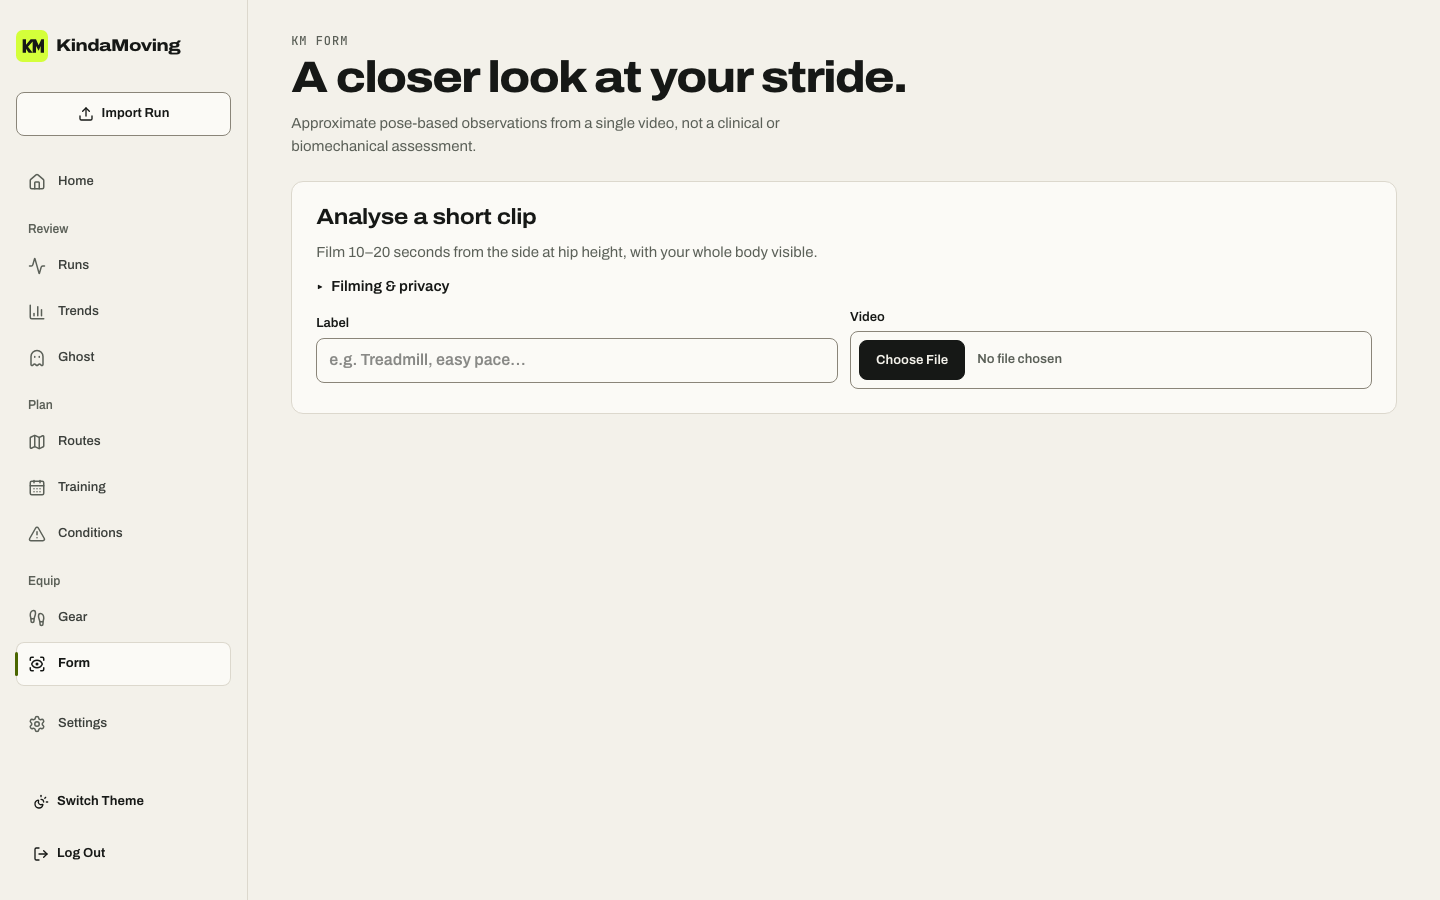 KM KindaMoving
Import Run
Home
Review
Runs
Trends
Ghost
Plan
Routes
Training
Conditions
Equip
Gear
Form
Settings
Switch Theme
Log Out
KM FORM
A closer look at your stride.
Approximate pose-based observations from a single video, not a clinical or
biomechanical assessment.
Analyse a short clip
Film 10–20 seconds from the side at hip height, with your whole body visible.
Filming & privacy
Label
e.g. Treadmill, easy pace…
Video
Choose File No file chosen